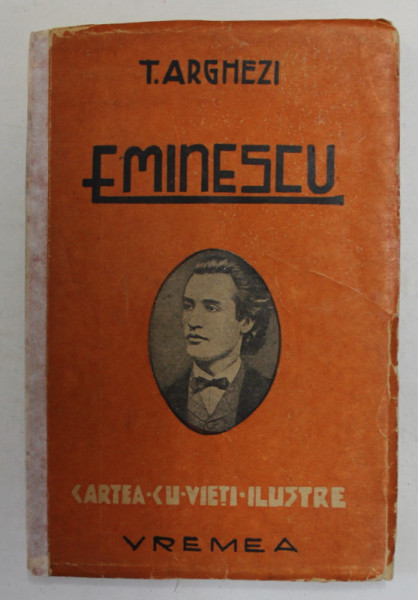 T. ARGHEZI
EMINESCU
CARTEA·CU·VIEȚI·ILUSTRE
VREMEA